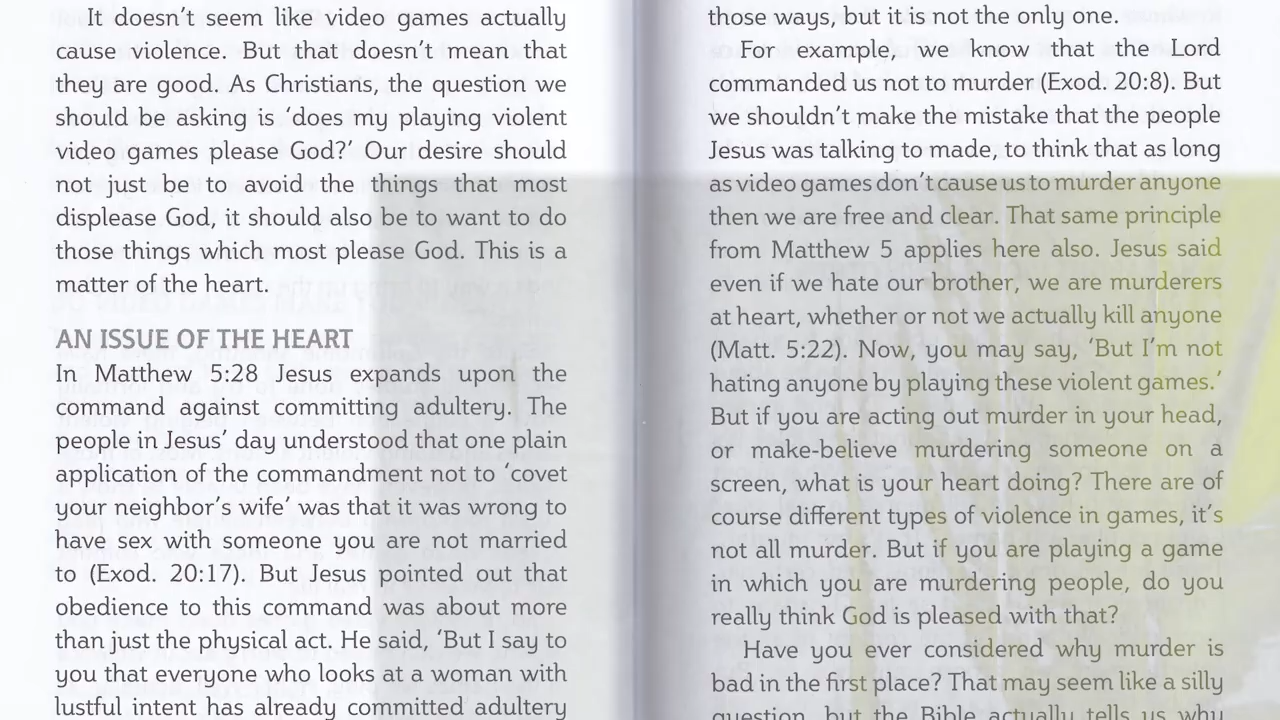 It doesn’t seem like video games actually
cause violence. But that doesn’t mean that
they are good. As Christians, the question we
should be asking is ‘does my playing violent
video games please God?’ Our desire should
not just be to avoid the things that most
displease God, it should also be to want to do
those things which most please God. This is a
matter of the heart.
AN ISSUE OF THE HEART
In Matthew 5:28 Jesus expands upon the
command against committing adultery. The
people in Jesus’ day understood that one plain
application of the commandment not to ‘covet
your neighbor’s wife’ was that it was wrong to
have sex with someone you are not married
to (Exod. 20:17). But Jesus pointed out that
obedience to this command was about more
than just the physical act. He said, ‘But I say to
you that everyone who looks at a woman with
lustful intent has already committed adultery
those ways, but it is not the only one.
For example, we know that the Lord
commanded us not to murder (Exod. 20:8). But
we shouldn’t make the mistake that the people
Jesus was talking to made, to think that as long
as video games don’t cause us to murder anyone
then we are free and clear. That same principle
from Matthew 5 applies here also. Jesus said
even if we hate our brother, we are murderers
at heart, whether or not we actually kill anyone
(Matt. 5:22). Now, you may say, ‘But I’m not
hating anyone by playing these violent games.’
But if you are acting out murder in your head,
or make-believe murdering someone on a
screen, what is your heart doing? There are of
course different types of violence in games, it’s
not all murder. But if you are playing a game
in which you are murdering people, do you
really think God is pleased with that?
Have you ever considered why murder is
bad in the first place? That may seem like a silly
question, but the Bible actually tells us why